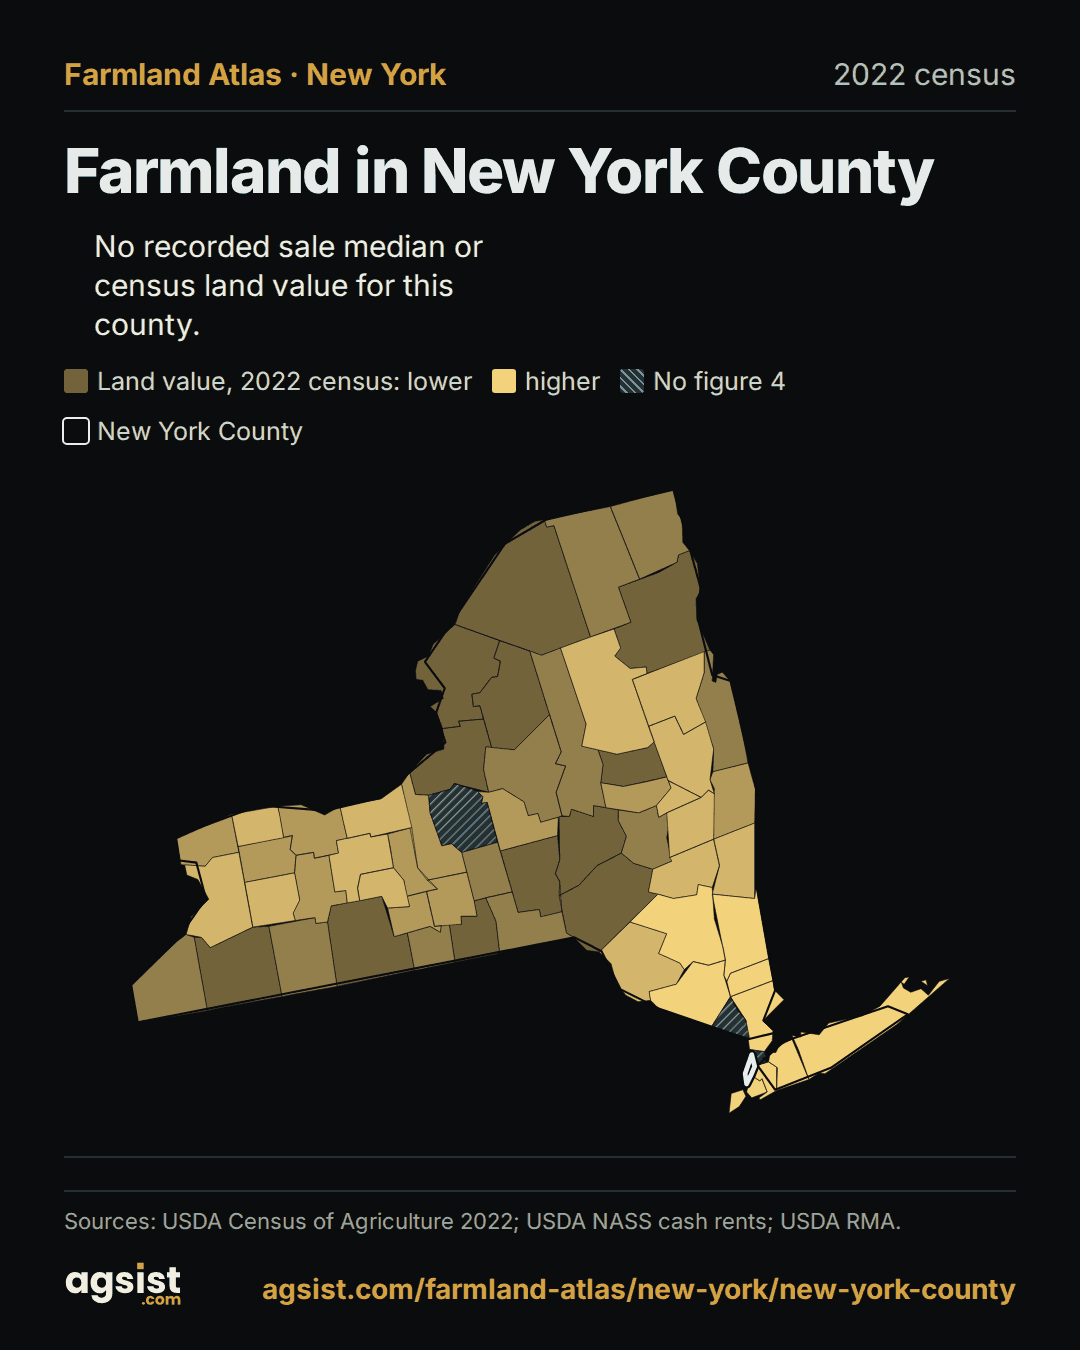 Farmland Atlas · New York
2022 census
Farmland in New York County
No recorded sale median or
census land value for this
county.
Land value, 2022 census: lower
higher
No figure 4
New York County
Sources: USDA Census of Agriculture 2022; USDA NASS cash rents; USDA RMA.
agsist
.com
agsist.com/farmland-atlas/new-york/new-york-county